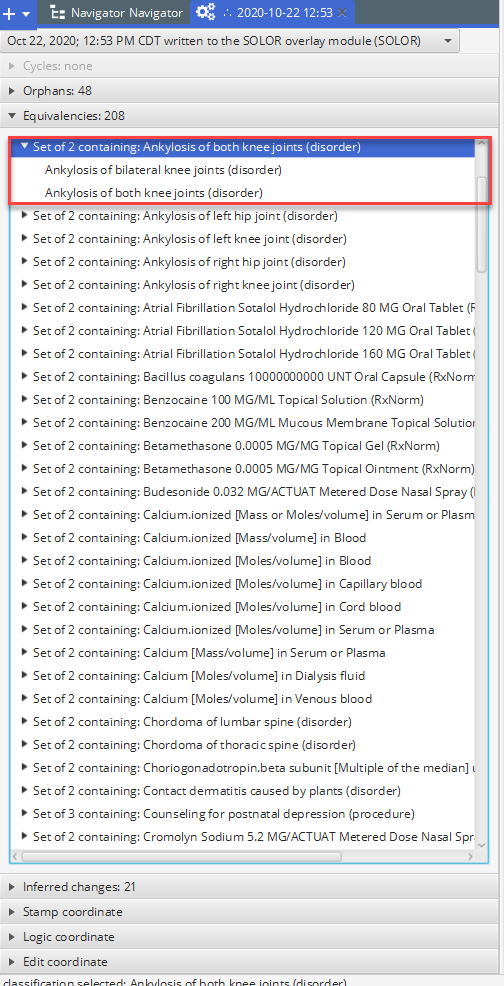 Navigator Navigator
2020-10-22 12:53
Oct 22, 2020; 12:53 PM CDT written to the SOLOR overlay module (SOLOR)
Cycles: none
Orphans: 48
Equivalencies: 208
Set of 2 containing: Ankylosis of both knee joints (disorder)
Ankylosis of bilateral knee joints (disorder)
Ankylosis of both knee joints (disorder)
Set of 2 containing: Ankylosis of left hip joint (disorder)
Set of 2 containing: Ankylosis of left knee joint (disorder)
Set of 2 containing: Ankylosis of right hip joint (disorder)
Set of 2 containing: Ankylosis of right knee joint (disorder)
Set of 2 containing: Atrial Fibrillation Sotalol Hydrochloride 80 MG Oral Tablet (R
Set of 2 containing: Atrial Fibrillation Sotalol Hydrochloride 120 MG Oral Tablet (
Set of 2 containing: Atrial Fibrillation Sotalol Hydrochloride 160 MG Oral Tablet (
Set of 2 containing: Bacillus coagulans 10000000000 UNT Oral Capsule (RxNorm
Set of 2 containing: Benzocaine 100 MG/ML Topical Solution (RxNorm)
Set of 2 containing: Benzocaine 200 MG/ML Mucous Membrane Topical Solution
Set of 2 containing: Betamethasone 0.0005 MG/MG Topical Gel (RxNorm)
Set of 2 containing: Betamethasone 0.0005 MG/MG Topical Ointment (RxNorm)
Set of 2 containing: Budesonide 0.032 MG/ACTUAT Metered Dose Nasal Spray (
Set of 2 containing: Calcium.ionized [Mass or Moles/volume] in Serum or Plasm
Set of 2 containing: Calcium.ionized [Mass/volume] in Blood
Set of 2 containing: Calcium.ionized [Moles/volume] in Blood
Set of 2 containing: Calcium.ionized [Moles/volume] in Capillary blood
Set of 2 containing: Calcium.ionized [Moles/volume] in Cord blood
Set of 2 containing: Calcium.ionized [Moles/volume] in Serum or Plasma
Set of 2 containing: Calcium [Mass/volume] in Serum or Plasma
Set of 2 containing: Calcium [Moles/volume] in Dialysis fluid
Set of 2 containing: Calcium [Moles/volume] in Venous blood
Set of 2 containing: Chordoma of lumbar spine (disorder)
Set of 2 containing: Chordoma of thoracic spine (disorder)
Set of 2 containing: Choriogonadotropin.beta subunit [Multiple of the median] u
Set of 2 containing: Contact dermatitis caused by plants (disorder)
Set of 3 containing: Counseling for postnatal depression (procedure)
Set of 2 containing: Cromolyn Sodium 5.2 MG/ACTUAT Metered Dose Nasal Spr
Inferred changes: 21
Stamp coordinate
Logic coordinate
Edit coordinate
classification selected: Ankylosis of both knee joints (disorder)